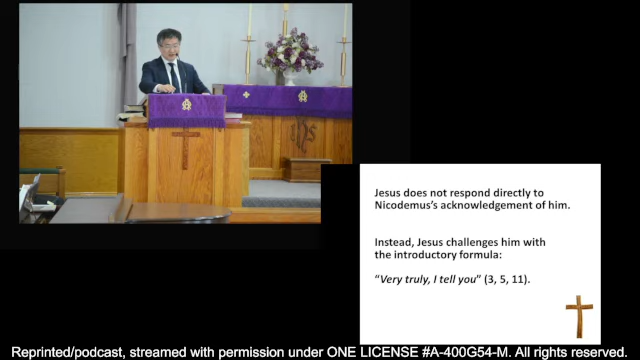 Jesus does not respond directly to
Nicodemus's acknowledgement of him.
Instead, Jesus challenges him with
the introductory formula:
"Very truly, I tell you" (3, 5, 11).
Reprinted/podcast, streamed with permission under ONE LICENSE #A-400G54-M. All rights reserved.